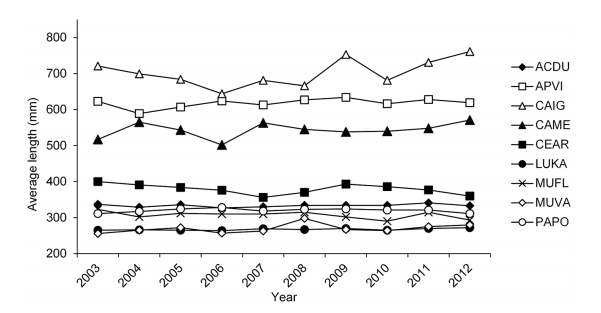 Average length (mm)
800
700
600
500
400
300
200
2003 2004 2005 2006 2007 2008 2009 2010 2011 2012
Year
ACDU
APVI
CAIG
CAME
CEAR
LUKA
MUFL
MUVA
PAPO